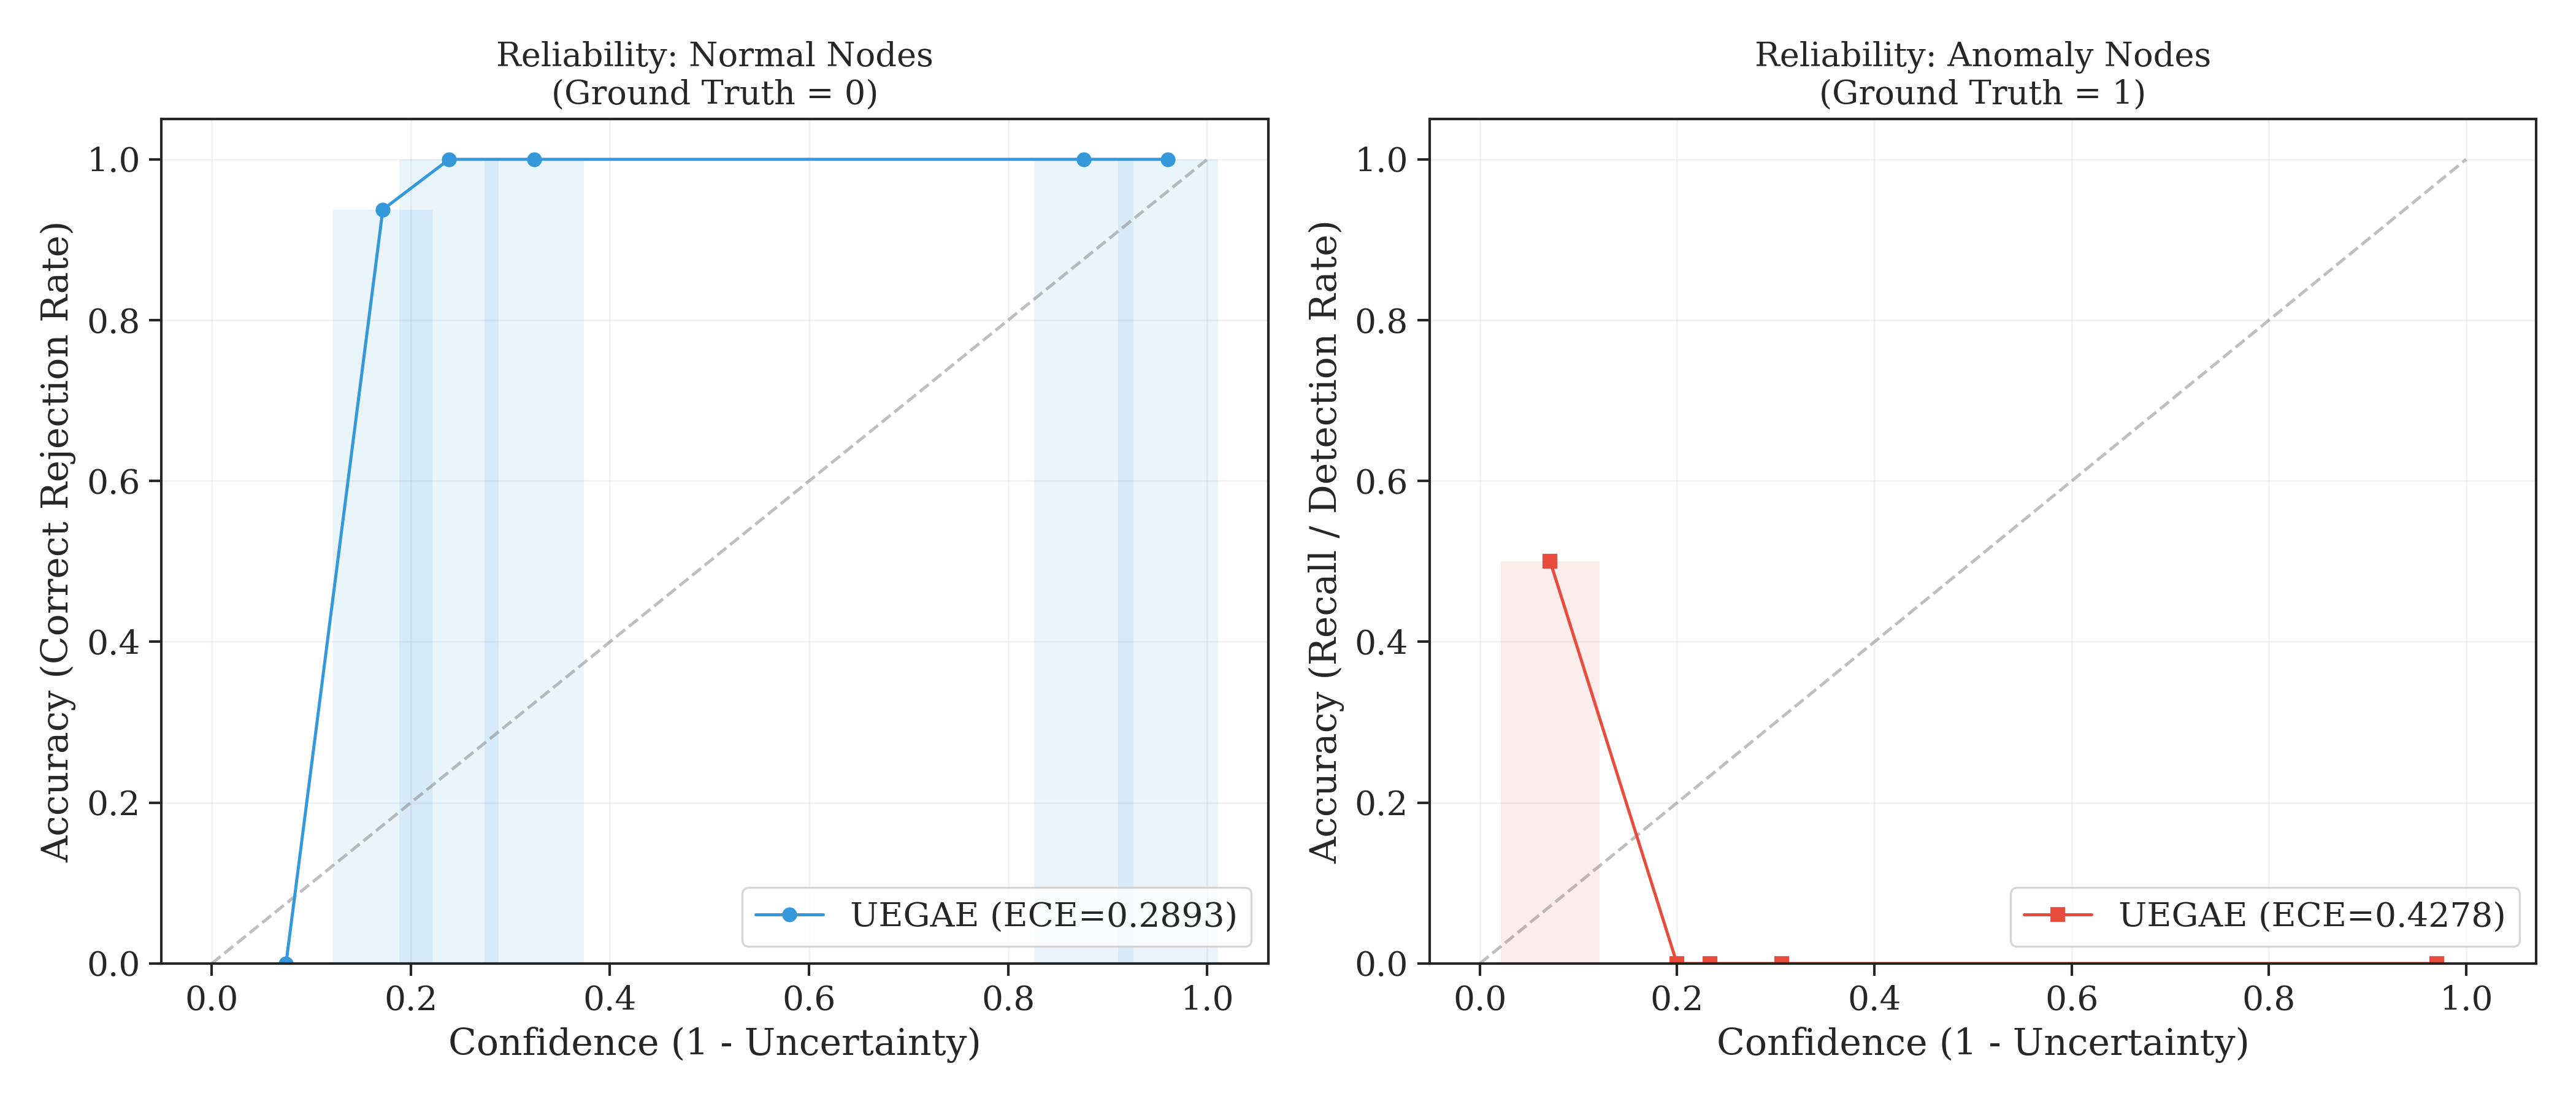 Reliability: Normal Nodes
(Ground Truth = 0)
Accuracy (Correct Rejection Rate)
1.0
0.8
0.6
0.4
0.2
0.0
0.0 0.2 0.4 0.6 0.8 1.0
Confidence (1 - Uncertainty)
UEGAE (ECE=0.2893)
Reliability: Anomaly Nodes
(Ground Truth = 1)
Accuracy (Recall / Detection Rate)
1.0
0.8
0.6
0.4
0.2
0.0
0.0 0.2 0.4 0.6 0.8 1.0
Confidence (1 - Uncertainty)
UEGAE (ECE=0.4278)